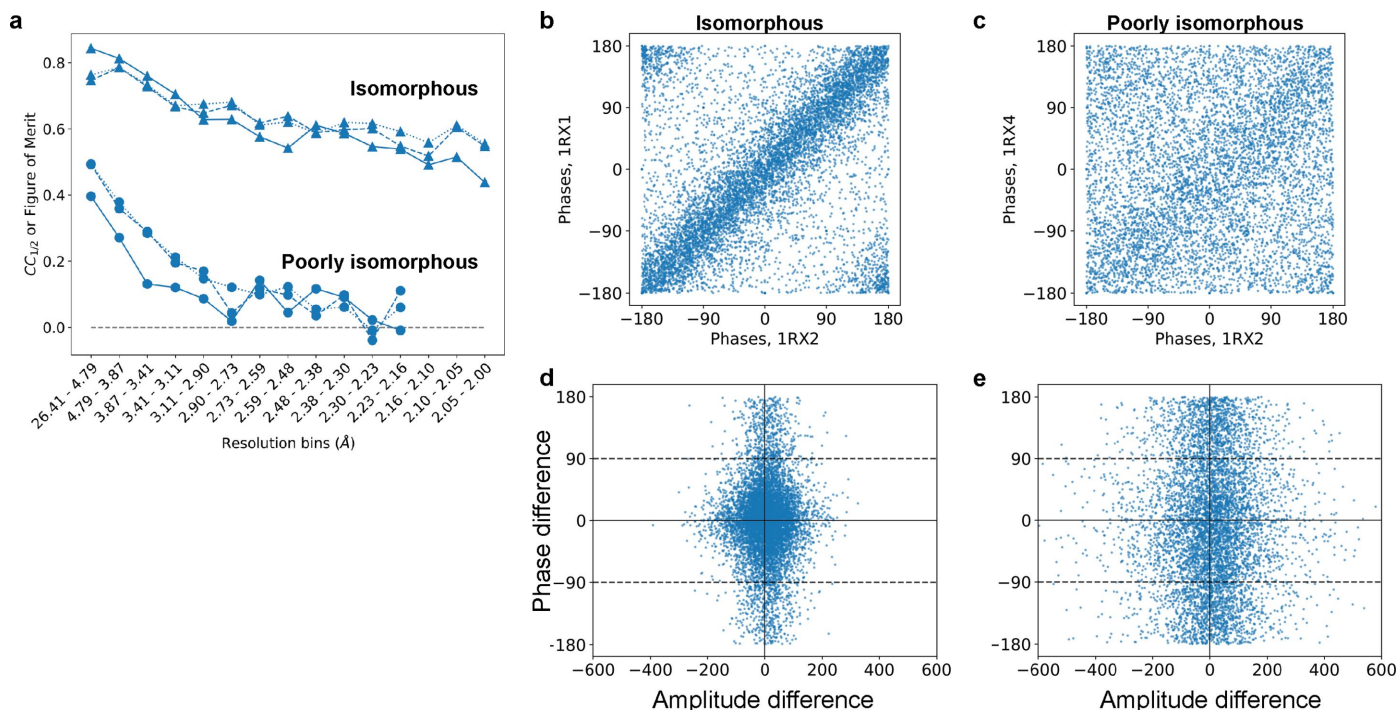 a
0.8
0.6
0.4
0.2
0.0
CC1/2 or Figure of Merit
Isomorphous
Poorly isomorphous
26.41 - 4.79
4.79 - 3.87
3.87 - 3.41
3.41 - 3.11
3.11 - 2.90
2.90 - 2.73
2.73 - 2.59
2.59 - 2.48
2.48 - 2.38
2.38 - 2.30
2.30 - 2.23
2.23 - 2.16
2.16 - 2.10
2.10 - 2.05
2.05 - 2.00
Resolution bins (Å)
b
Isomorphous
180
90
0
−90
−180
Phases, 1RX1
−180 −90 0 90 180
Phases, 1RX2
c
Poorly isomorphous
180
90
0
−90
−180
Phases, 1RX4
−180 −90 0 90 180
Phases, 1RX2
d
180
90
0
−90
-180
Phase difference
−600 −400 −200 0 200 400 600
Amplitude difference
e
180
90
0
−90
−180
−600 −400 −200 0 200 400 600
Amplitude difference